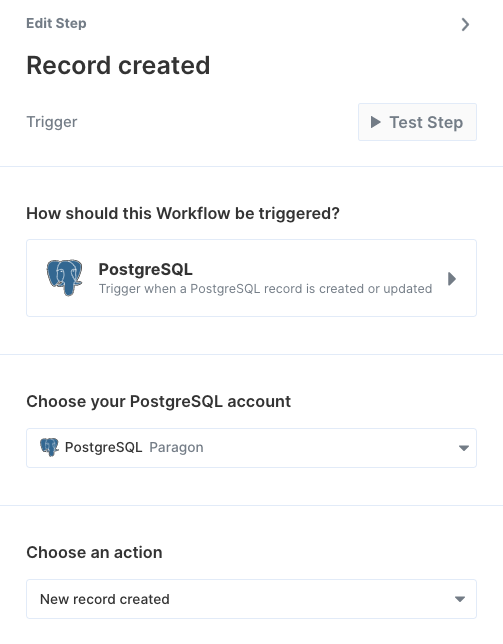 Edit Step
Record created
Trigger
Test Step
How should this Workflow be triggered?
PostgreSQL
Trigger when a PostgreSQL record is created or updated
Choose your PostgreSQL account
PostgreSQL Paragon
Choose an action
New record created